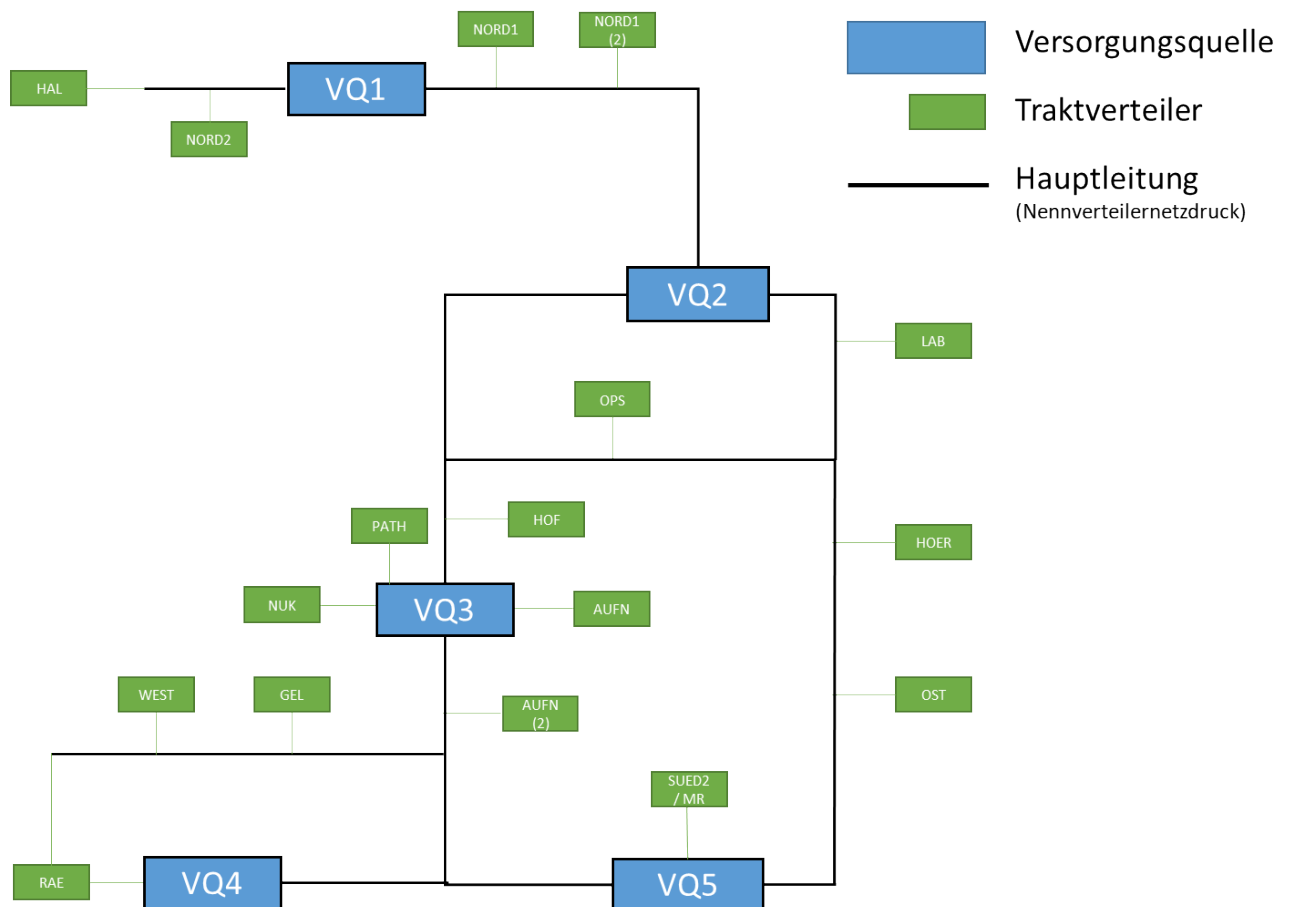 NORD1
NORD1
(2)
Versorgungsquelle
HAL
VQ1
NORD2
Traktverteiler
Hauptleitung
(Nennverteilernetzdruck)
VQ2
LAB
OPS
PATH
HOF
HOER
NUK
VQ3
AUFN
WEST
GEL
AUFN
(2)
OST
SUED2
/ MR
RAE
VQ4
VQ5